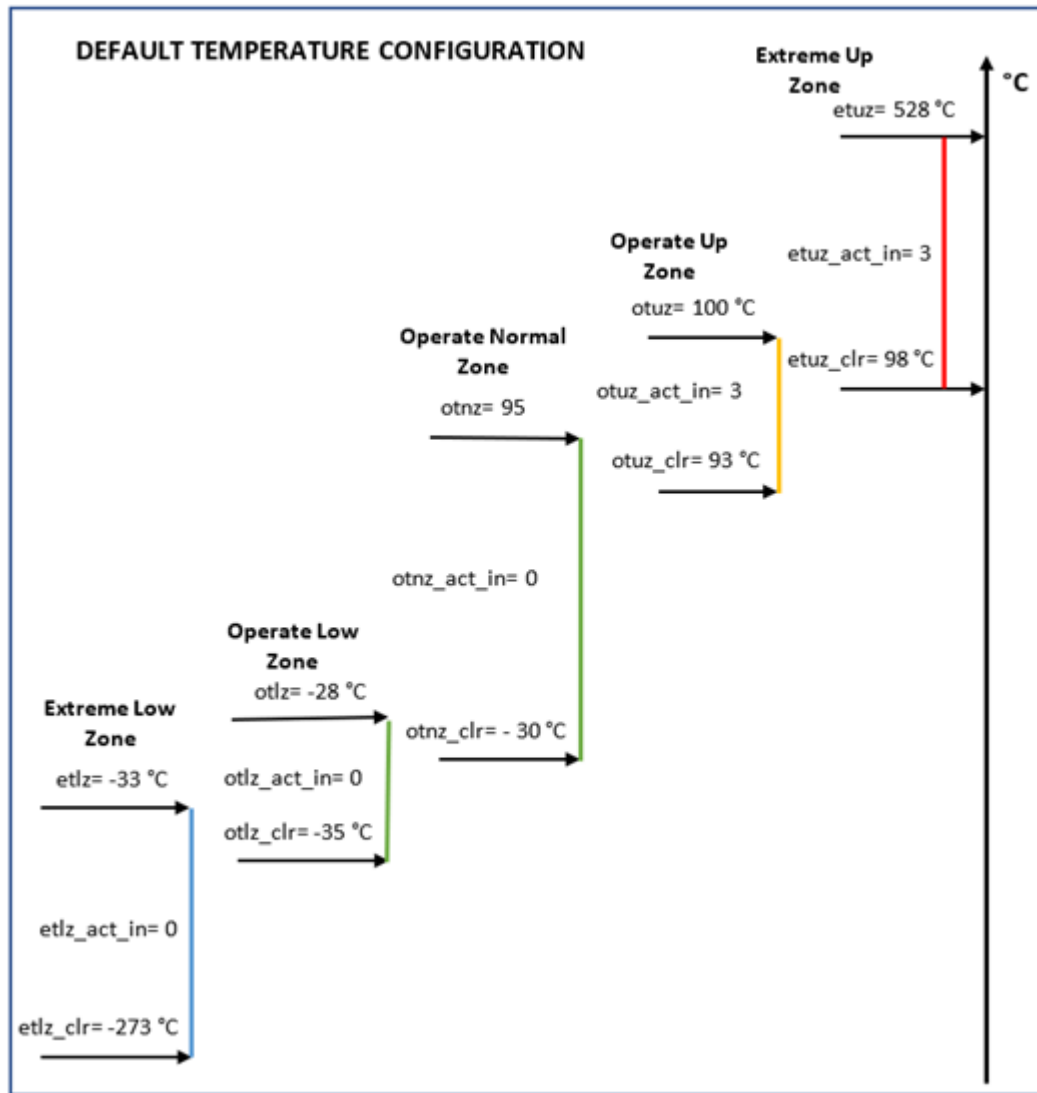 DEFAULT TEMPERATURE CONFIGURATION
Extreme Up
Zone
°C
etuz= 528 °C
etuz_act_in= 3
etuz_clr= 98 °C
Operate Up
Zone
otuz= 100 °C
otuz_act_in= 3
otuz_clr= 93 °C
Operate Normal
Zone
otnz= 95
otnz_act_in= 0
otnz_clr= - 30 °C
Operate Low
Zone
otlz= -28 °C
otlz_act_in= 0
otlz_clr= -35 °C
Extreme Low
Zone
etlz= -33 °C
etlz_act_in= 0
etlz_clr= -273 °C